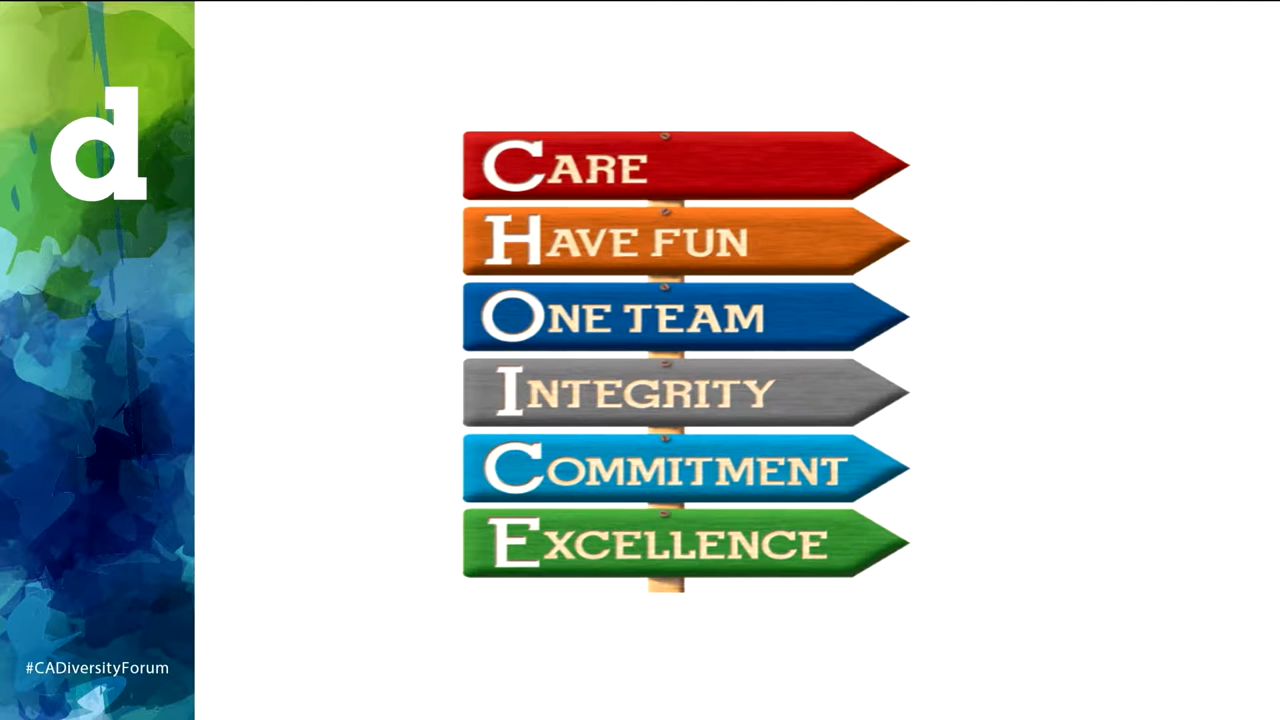 d
CARE
HAVE FUN
ONE TEAM
INTEGRITY
COMMITMENT
EXCELLENCE
#CADiversityForum